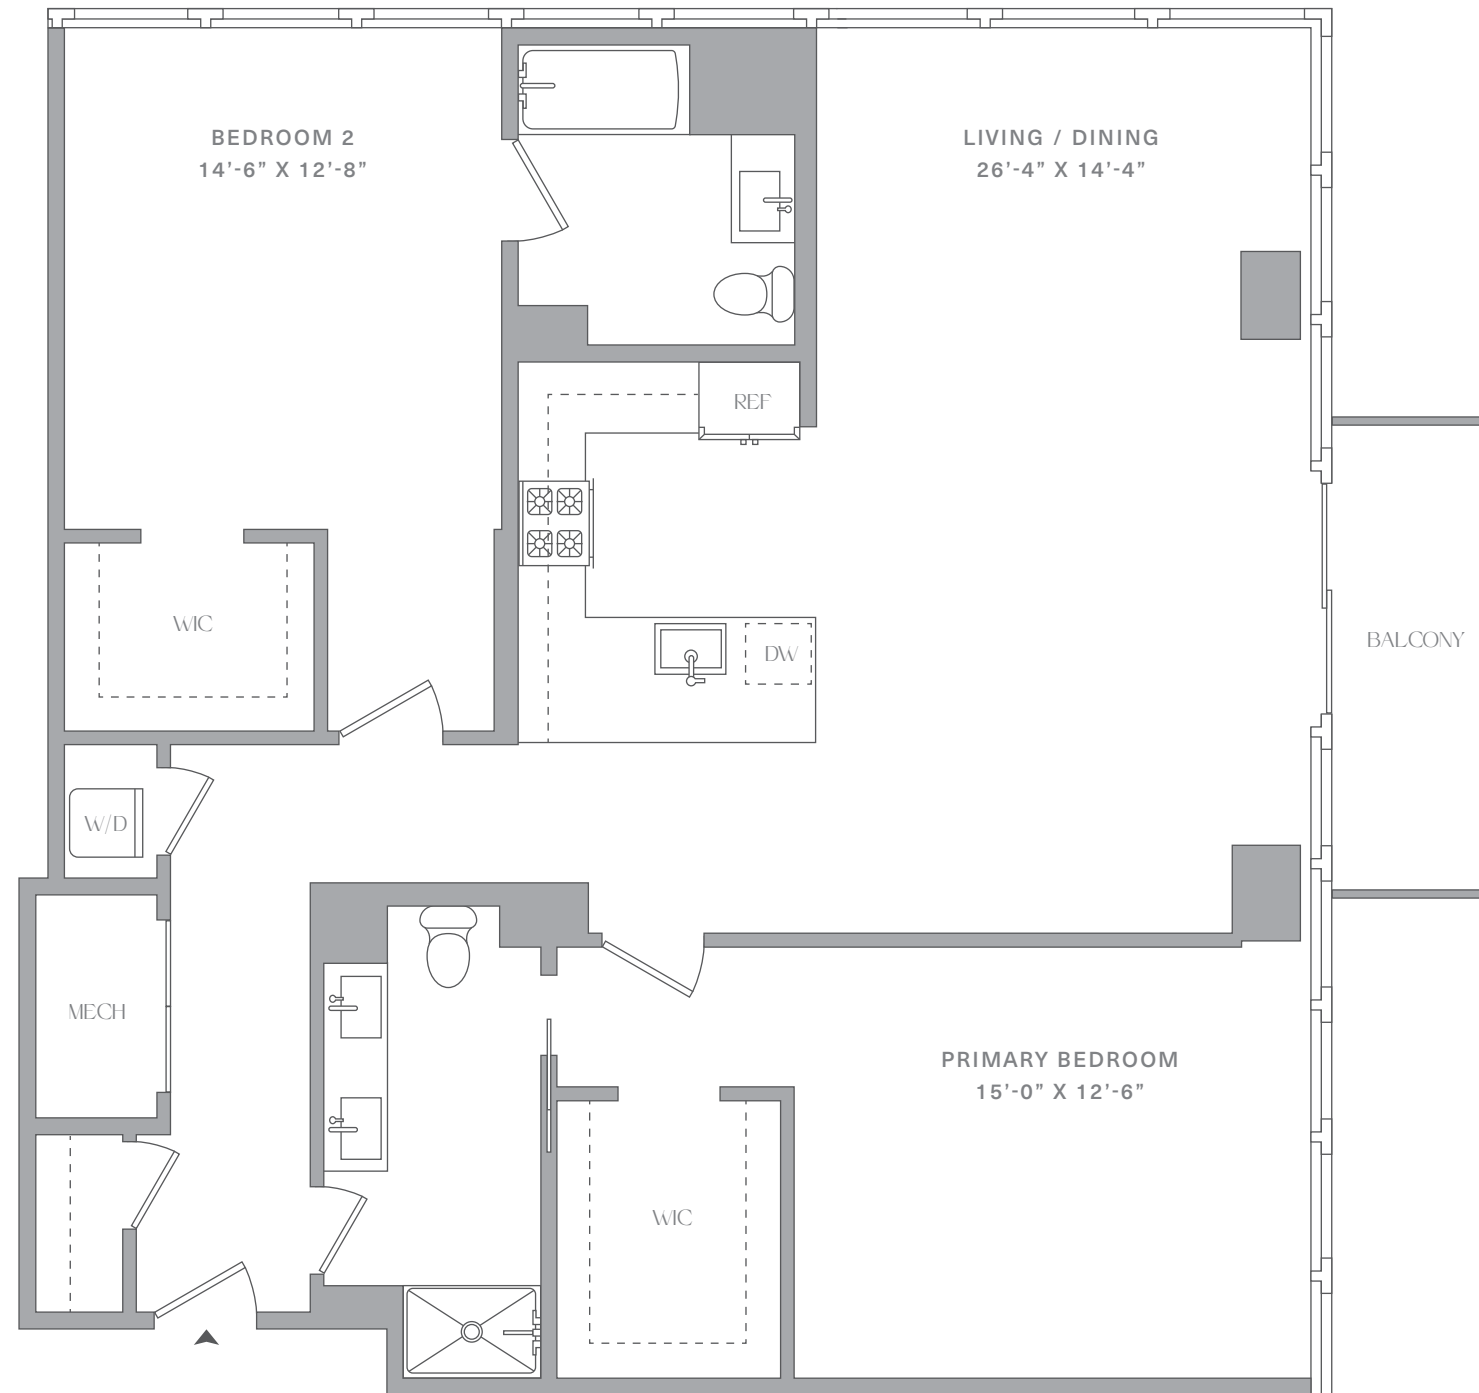 BEDROOM 2
14’-6” X 12’-8”
LIVING / DINING
26’-4” X 14’-4”
REF
WIC
DW
BALCONY
W/D
MECH
PRIMARY BEDROOM
15’-0” X 12’-6”
WIC